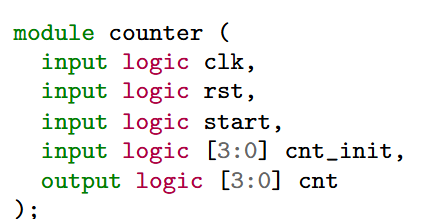 module counter (
  input logic clk,
  input logic rst,
  input logic start,
  input logic [3:0] cnt_init,
  output logic [3:0] cnt
);